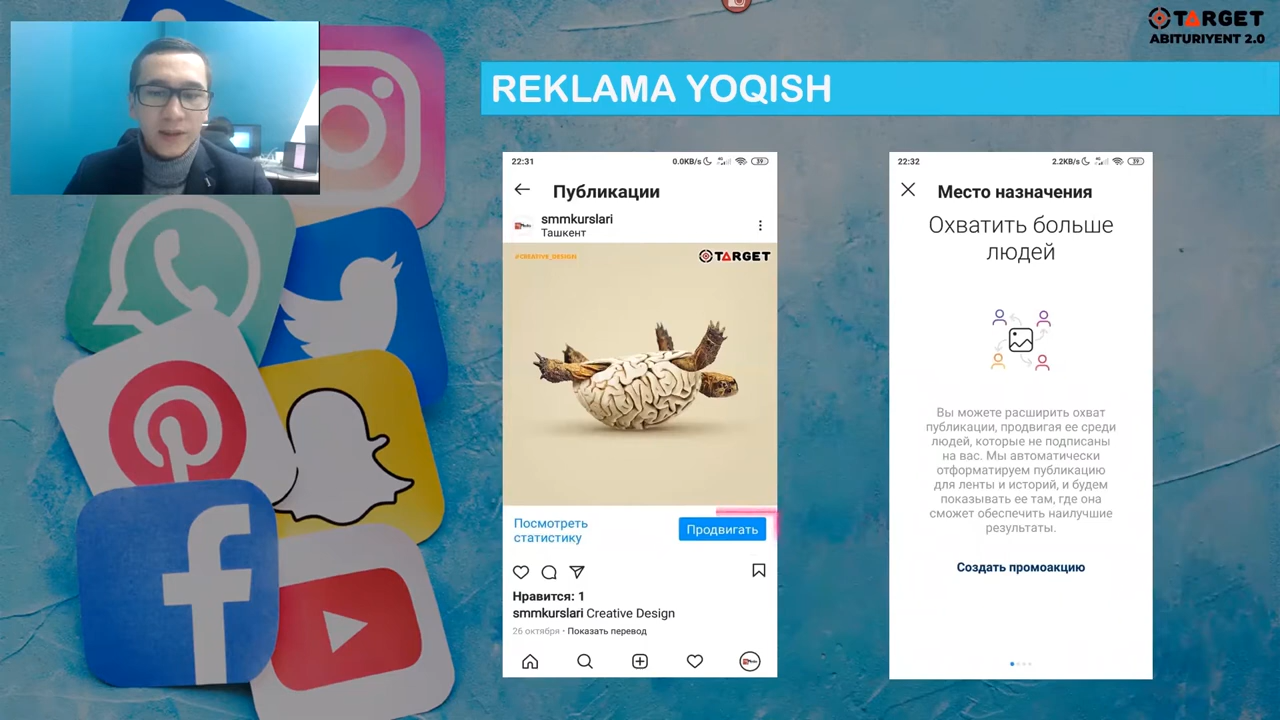 TARGET
ABITURIYENT 2.0
REKLAMA YOQISH
22:31
0.0KB/s
39
Публикации
smmkurslari
Ташкент
#CREATIVE_DESIGN
TARGET
Посмотреть
статистику
Продвигать
Нравится: 1
smmkurslari Creative Design
26 октября • Показать перевод
22:32
2.2KB/s
39
Место назначения
Охватить больше
людей
Вы можете расширить охват
публикации, продвигая ее среди
людей, которые не подписаны
на вас. Мы автоматически
отформатируем публикацию
для ленты и историй, и будем
показывать ее там, где она
сможет обеспечить наилучшие
результаты.
Создать промоакцию